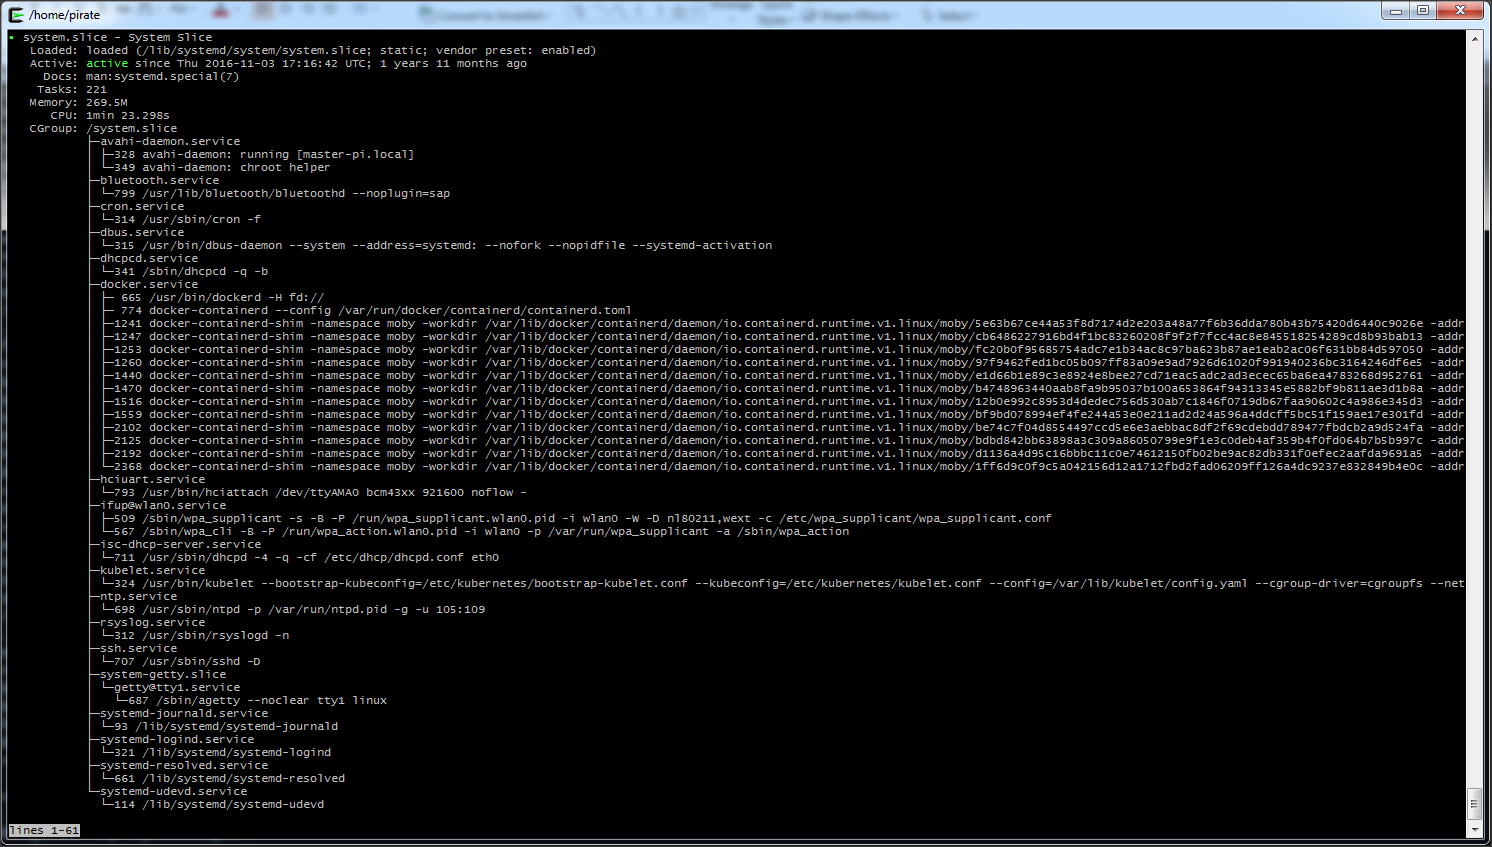 /home/pirate
● system.slice - System Slice
Loaded: loaded (/lib/systemd/system/system.slice; static; vendor preset: enabled)
Active: active since Thu 2016-11-03 17:16:42 UTC; 1 years 11 months ago
Docs: man:systemd.special(7)
Tasks: 221
Memory: 269.5M
CPU: 1min 23.298s
CGroup: /system.slice
├─avahi-daemon.service
│ ├─328 avahi-daemon: running [master-pi.local]
│ └─349 avahi-daemon: chroot helper
├─bluetooth.service
│ └─799 /usr/lib/bluetooth/bluetoothd --noplugin=sap
├─cron.service
│ └─314 /usr/sbin/cron -f
├─dbus.service
│ └─315 /usr/bin/dbus-daemon --system --address=systemd: --nofork --nopidfile --systemd-activation
├─dhcpcd.service
│ └─341 /sbin/dhcpcd -q -b
├─docker.service
│ ├─ 665 /usr/bin/dockerd -H fd://
│ ├─ 774 docker-containerd --config /var/run/docker/containerd/containerd.toml
│ ├─1241 docker-containerd-shim -namespace moby -workdir /var/lib/docker/containerd/daemon/io.containerd.runtime.v1.linux/moby/5e63b67ce44a53f8d7174d2e203a48a77f6b36dda780b43b75420d6440c9026e -addr
│ ├─1247 docker-containerd-shim -namespace moby -workdir /var/lib/docker/containerd/daemon/io.containerd.runtime.v1.linux/moby/cb6486227916bd4f1bc83260208f9f2f7fcc4ac8e845518254289cd8b93bab13 -addr
│ ├─1253 docker-containerd-shim -namespace moby -workdir /var/lib/docker/containerd/daemon/io.containerd.runtime.v1.linux/moby/fc20b0f95685754adc7e1b34ac8c97ba623b87ae1eab2ac06f631bb84d597050 -addr
│ ├─1260 docker-containerd-shim -namespace moby -workdir /var/lib/docker/containerd/daemon/io.containerd.runtime.v1.linux/moby/97f9462fed1bc05b097ff83a09e9ad7926d61020f991940236bc3164246df6e5 -addr
│ ├─1440 docker-containerd-shim -namespace moby -workdir /var/lib/docker/containerd/daemon/io.containerd.runtime.v1.linux/moby/e1d66b1e89c3e8924e8bee27cd71eac5adc2ad3ecec65ba6ea4783268d952761 -addr
│ ├─1470 docker-containerd-shim -namespace moby -workdir /var/lib/docker/containerd/daemon/io.containerd.runtime.v1.linux/moby/b4748963440aab8fa9b95037b100a653864f94313345e5882bf9b811ae3d1b8a -addr
│ ├─1516 docker-containerd-shim -namespace moby -workdir /var/lib/docker/containerd/daemon/io.containerd.runtime.v1.linux/moby/12b0e992c8953d4dedec756d530ab7c1846f0719db67faa90602c4a986e345d3 -addr
│ ├─1559 docker-containerd-shim -namespace moby -workdir /var/lib/docker/containerd/daemon/io.containerd.runtime.v1.linux/moby/bf9bd078994ef4fe244a53e0e211ad2d24a596a4ddcff5bc51f159ae17e301fd -addr
│ ├─2102 docker-containerd-shim -namespace moby -workdir /var/lib/docker/containerd/daemon/io.containerd.runtime.v1.linux/moby/be74c7f04d8554497ccd5e6e3aebbac8df2f69cdebdd789477fbdcb2a9d524fa -addr
│ ├─2125 docker-containerd-shim -namespace moby -workdir /var/lib/docker/containerd/daemon/io.containerd.runtime.v1.linux/moby/bdbd842bb63898a3c309a86050799e9f1e3c0deb4af359b4f0fd064b7b5b997c -addr
│ ├─2192 docker-containerd-shim -namespace moby -workdir /var/lib/docker/containerd/daemon/io.containerd.runtime.v1.linux/moby/d1136a4d95c16bbbc11c0e74612150fb02be9ac82db331f0efec2aafda9691a5 -addr
│ └─2368 docker-containerd-shim -namespace moby -workdir /var/lib/docker/containerd/daemon/io.containerd.runtime.v1.linux/moby/1ff6d9c0f9c5a042156d12a1712fbd2fad06209ff126a4dc9237e832849b4e0c -addr
├─hciuart.service
│ └─793 /usr/bin/hciattach /dev/ttyAMA0 bcm43xx 921600 noflow -
├─ifup@wlan0.service
│ ├─509 /sbin/wpa_supplicant -s -B -P /run/wpa_supplicant.wlan0.pid -i wlan0 -W -D nl80211,wext -c /etc/wpa_supplicant/wpa_supplicant.conf
│ └─567 /sbin/wpa_cli -B -P /run/wpa_action.wlan0.pid -i wlan0 -p /var/run/wpa_supplicant -a /sbin/wpa_action
├─isc-dhcp-server.service
│ └─711 /usr/sbin/dhcpd -4 -q -cf /etc/dhcp/dhcpd.conf eth0
├─kubelet.service
│ └─324 /usr/bin/kubelet --bootstrap-kubeconfig=/etc/kubernetes/bootstrap-kubelet.conf --kubeconfig=/etc/kubernetes/kubelet.conf --config=/var/lib/kubelet/config.yaml --cgroup-driver=cgroupfs --net
├─ntp.service
│ └─698 /usr/sbin/ntpd -p /var/run/ntpd.pid -g -u 105:109
├─rsyslog.service
│ └─312 /usr/sbin/rsyslogd -n
├─ssh.service
│ └─707 /usr/sbin/sshd -D
├─system-getty.slice
│ └─getty@tty1.service
│   └─687 /sbin/agetty --noclear tty1 linux
├─systemd-journald.service
│ └─93 /lib/systemd/systemd-journald
├─systemd-logind.service
│ └─321 /lib/systemd/systemd-logind
├─systemd-resolved.service
│ └─661 /lib/systemd/systemd-resolved
└─systemd-udevd.service
└─114 /lib/systemd/systemd-udevd
lines 1-61